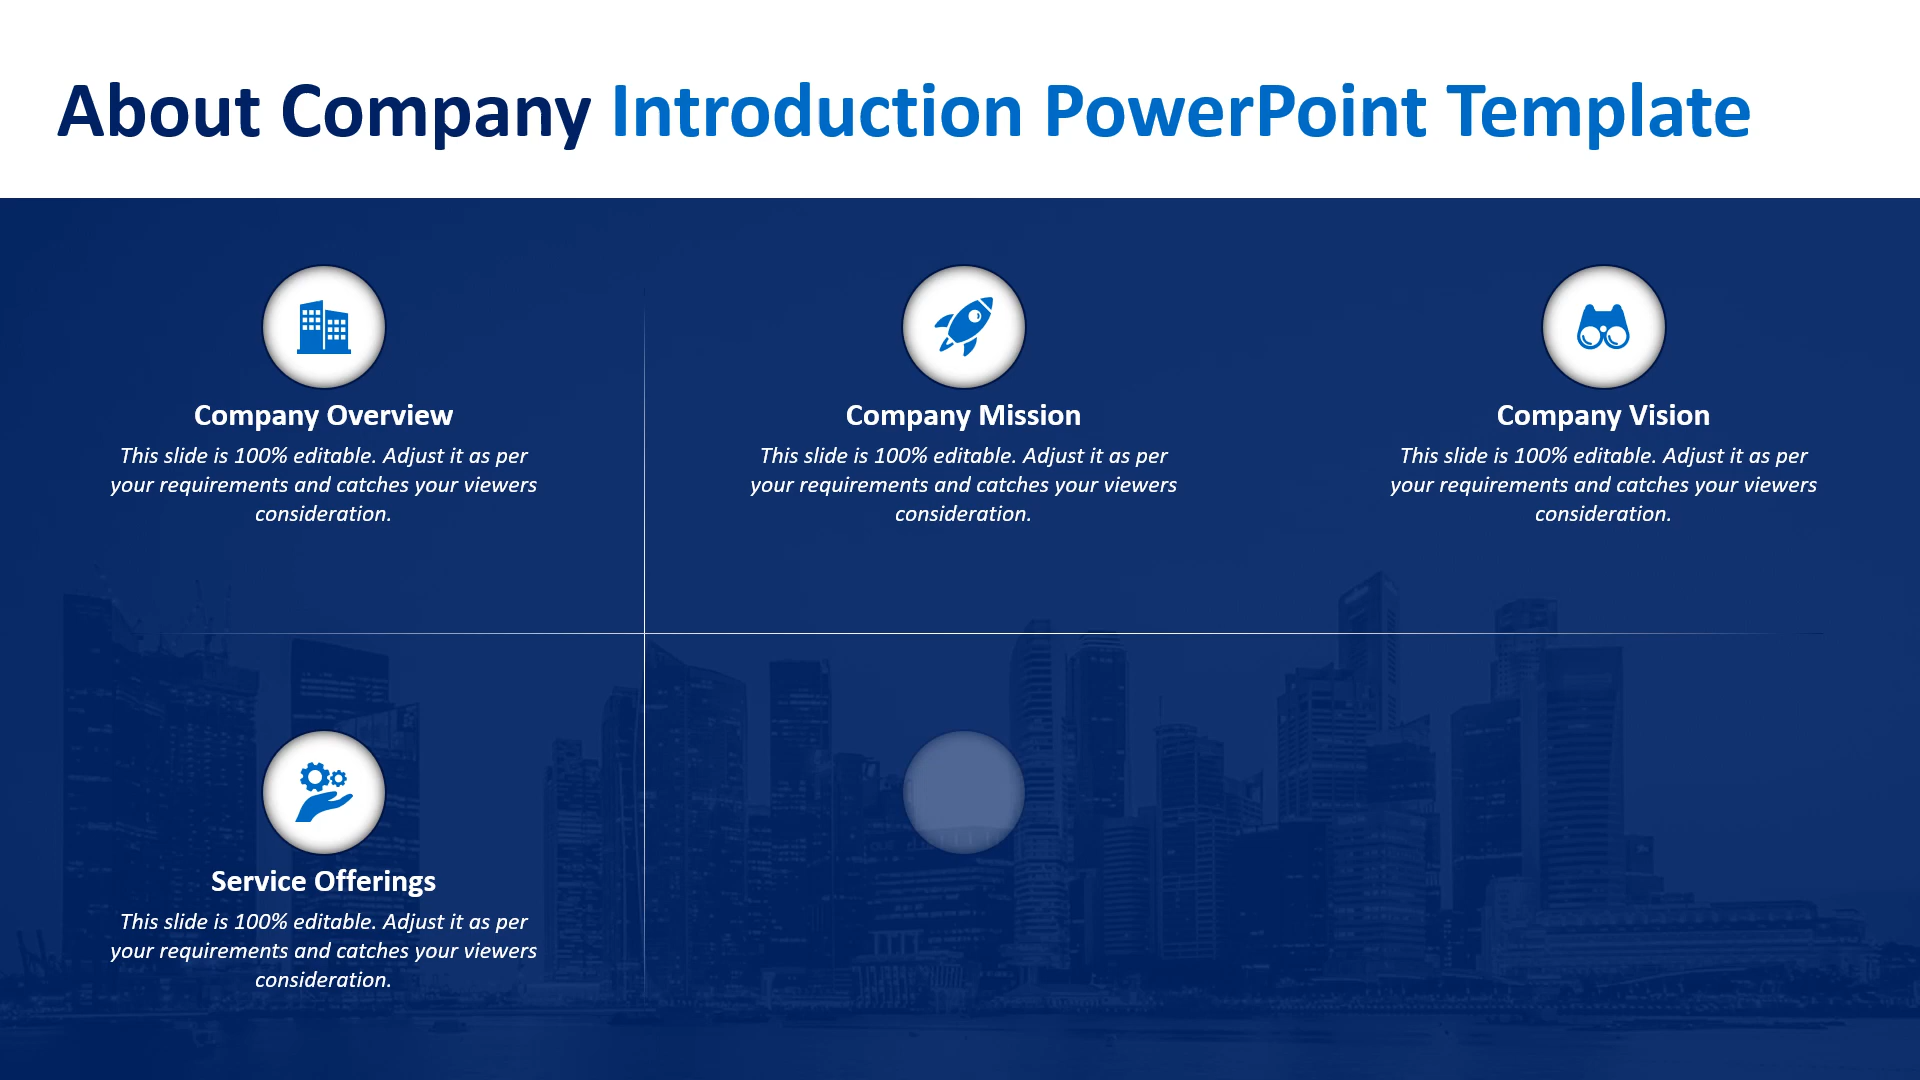 About Company Introduction PowerPoint Template
Company Overview
This slide is 100% editable. Adjust it as per
your requirements and catches your viewers
consideration.
Company Mission
This slide is 100% editable. Adjust it as per
your requirements and catches your viewers
consideration.
Company Vision
This slide is 100% editable. Adjust it as per
your requirements and catches your viewers
consideration.
Service Offerings
This slide is 100% editable. Adjust it as per
your requirements and catches your viewers
consideration.